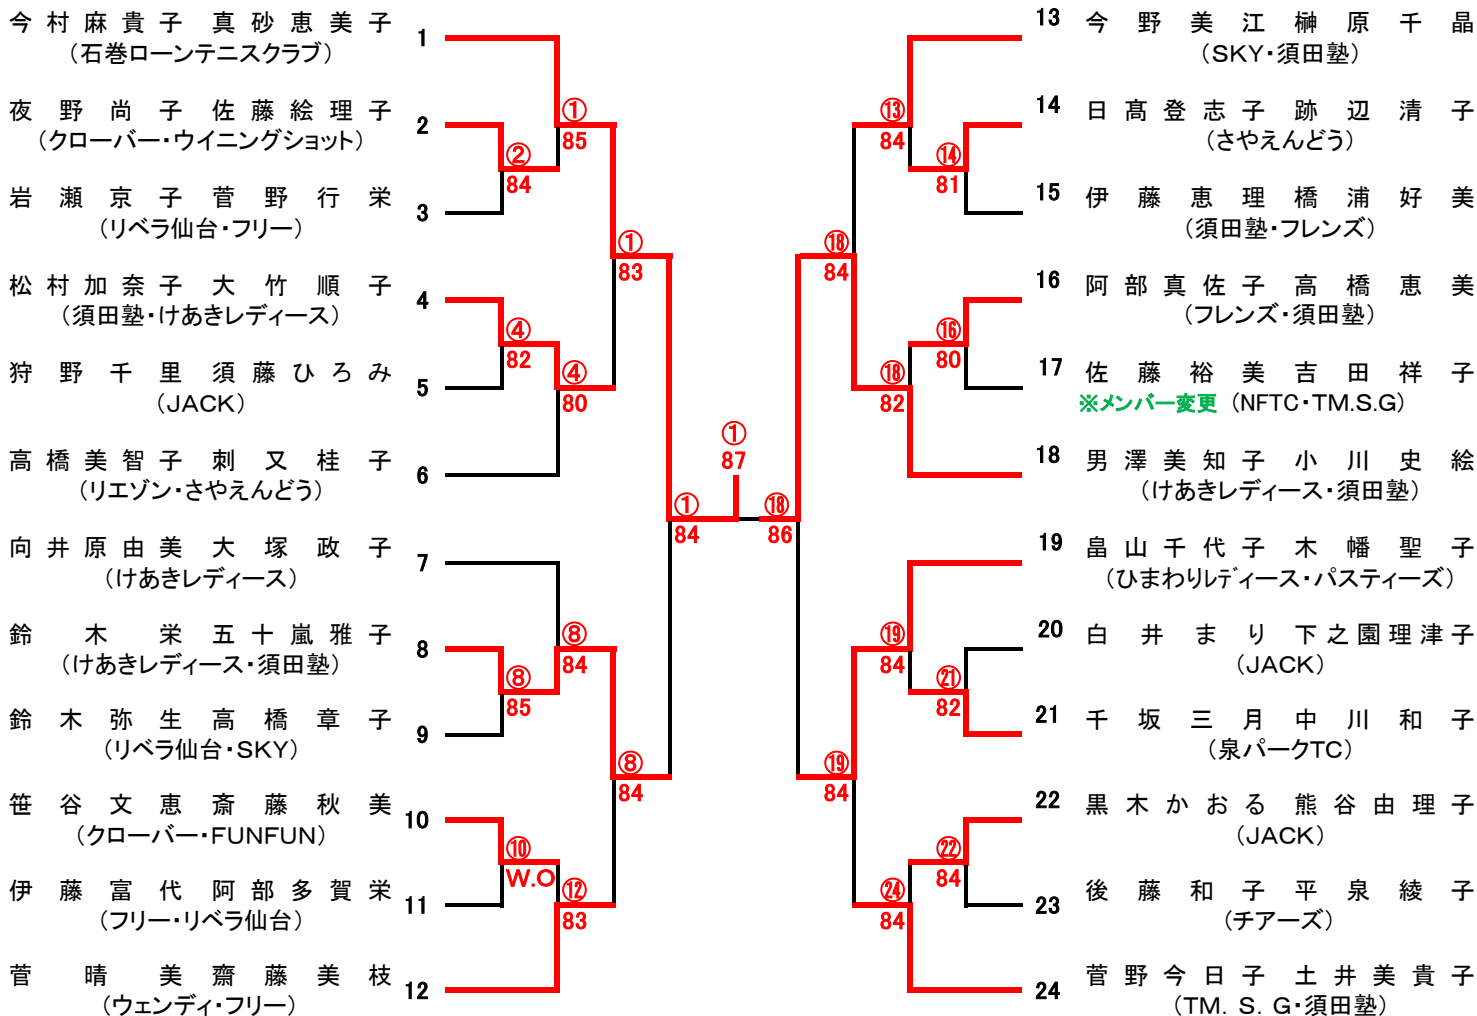 今村麻貴子 真砂恵美子 1
（石巻ローンテニスクラブ）
夜野尚子 佐藤絵理子 2
（クローバー・ウイニングショット）
岩瀬京子 菅野行栄 3
（リベラ仙台・フリー）
松村加奈子 大竹順子 4
（須田塾・けあきレディース）
狩野千里 須藤ひろみ 5
（JACK）
高橋美智子 刺又桂子 6
（リエゾン・さやえんどう）
向井原由美 大塚政子 7
（けあきレディース）
鈴木栄 五十嵐雅子 8
（けあきレディース・須田塾）
鈴木弥生 高橋章子 9
（リベラ仙台・SKY）
笹谷文恵 斎藤秋美 10
（クローバー・FUNFUN）
伊藤富代 阿部多賀栄 11
（フリー・リベラ仙台）
菅晴美 齋藤美枝 12
（ウェンディ・フリー）
①
85
②
84
①
83
④
82
④
80
①
84
⑧
84
⑧
85
⑧
84
⑩
W.O
⑫
83
①
87
⑱
86
⑬
84
⑭
81
⑱
84
⑯
80
⑱
82
⑲
84
㉑
82
⑲
84
㉒
84
㉔
84
13 今野美江 榊原千晶
（SKY・須田塾）
14 日髙登志子 跡辺清子
（さやえんどう）
15 伊藤恵理 橋浦好美
（須田塾・フレンズ）
16 阿部真佐子 高橋恵美
（フレンズ・須田塾）
17 佐藤裕美 吉田祥子
※メンバー変更 （NFTC・TM.S.G）
18 男澤美知子 小川史絵
（けあきレディース・須田塾）
19 畠山千代子 木幡聖子
（ひまわりレディース・パスティーズ）
20 白井まり 下之園理津子
（JACK）
21 千坂三月 中川和子
（泉パークTC）
22 黒木かおる 熊谷由理子
（JACK）
23 後藤和子 平泉綾子
（チアーズ）
24 菅野今日子 土井美貴子
（TM．S．G・須田塾）